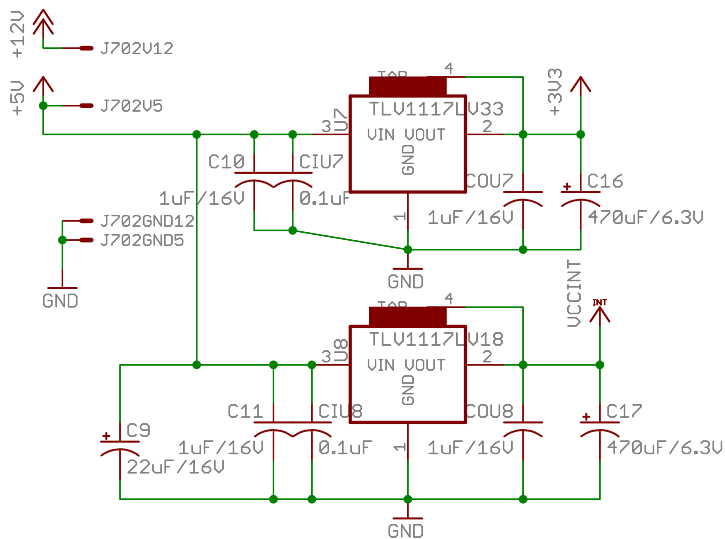 +12V
J702V12
+5V
J702V5
4
TAB
TLV1117LV33
U7
3
VIN VOUT
2
GND
1
+3V3
C10
CIU7
1uF/16V
0.1uF
COU7
1uF/16V
C16
470uF/6.3V
J702GND12
J702GND5
GND
GND
VCCINT
INT
4
TLV1117LV18
U8
3
VIN VOUT
2
GND
1
C9
22uF/16V
C11
CIU8
1uF/16V
0.1uF
COU8
1uF/16V
C17
470uF/6.3V
GND